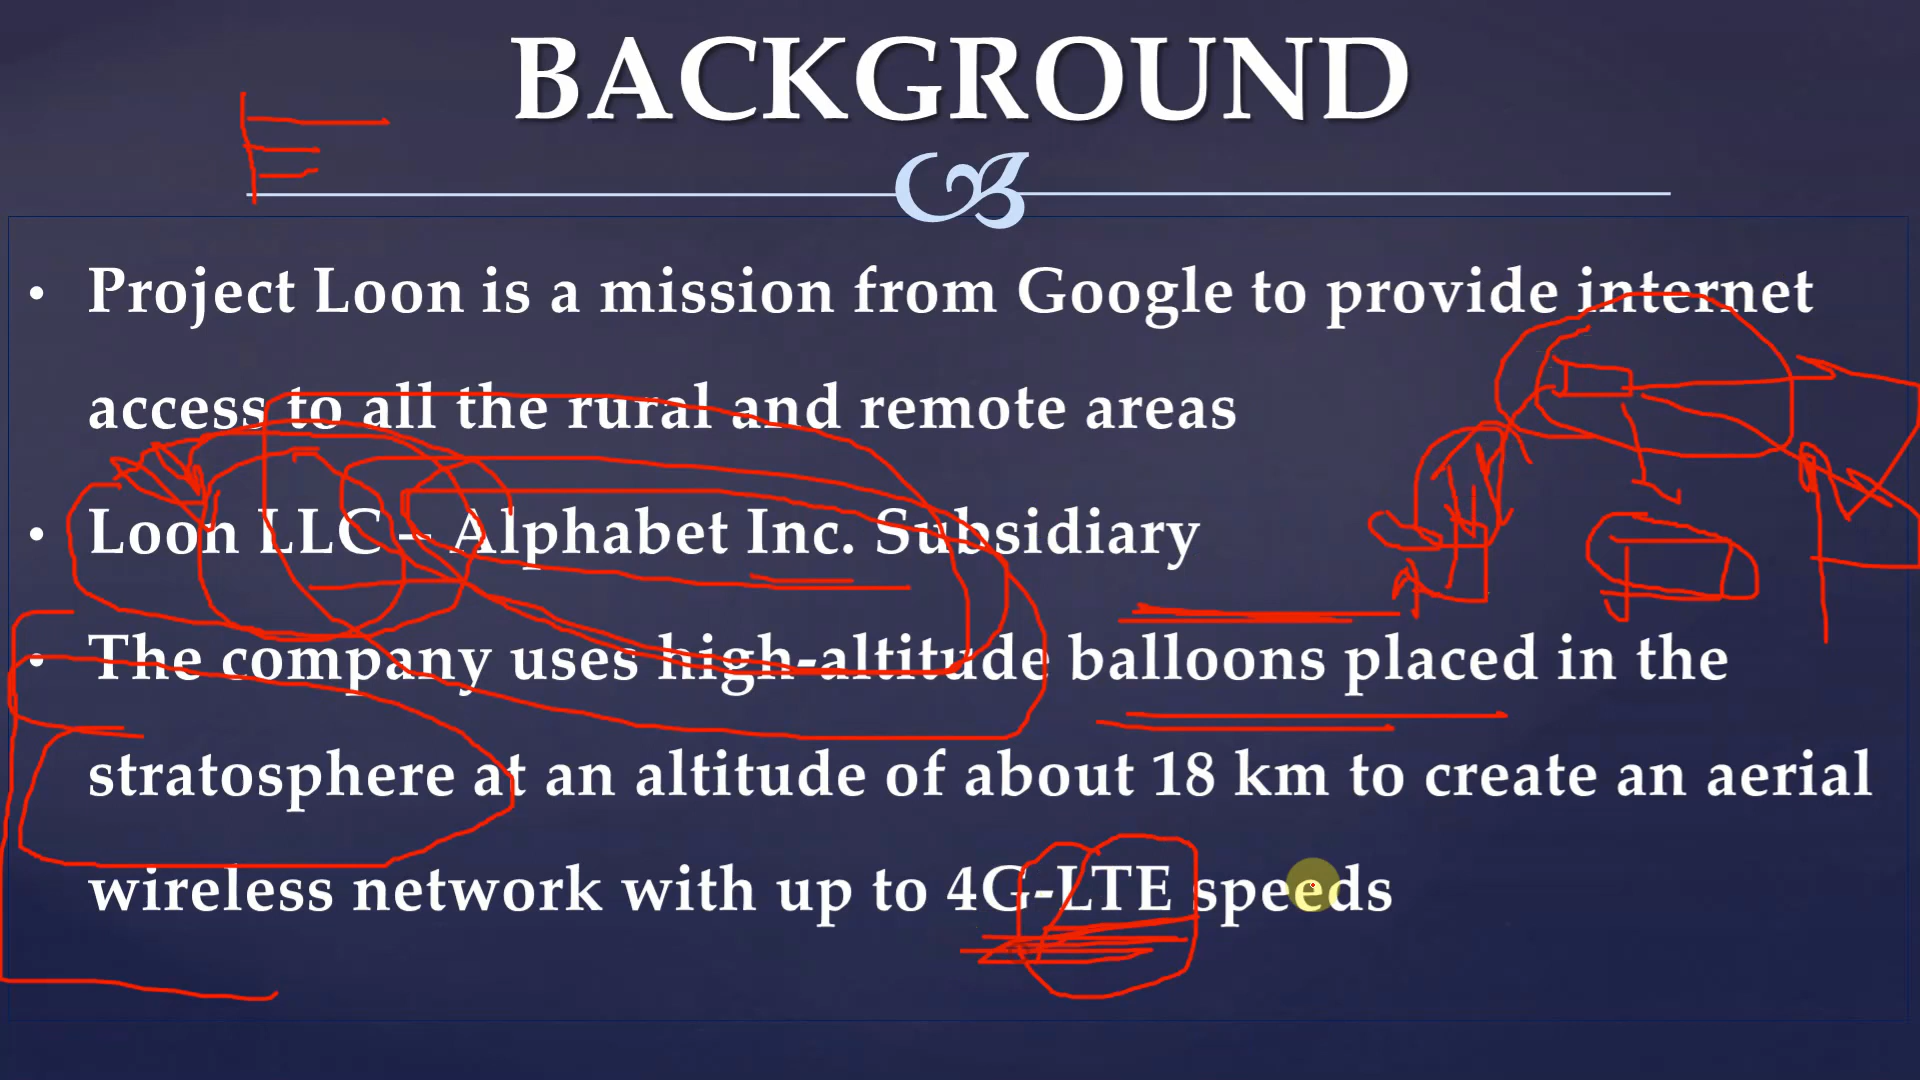 BACKGROUND
• Project Loon is a mission from Google to provide internet
access to all the rural and remote areas
• Loon LLC – Alphabet Inc. Subsidiary
• The company uses high-altitude balloons placed in the
stratosphere at an altitude of about 18 km to create an aerial
wireless network with up to 4G-LTE speeds